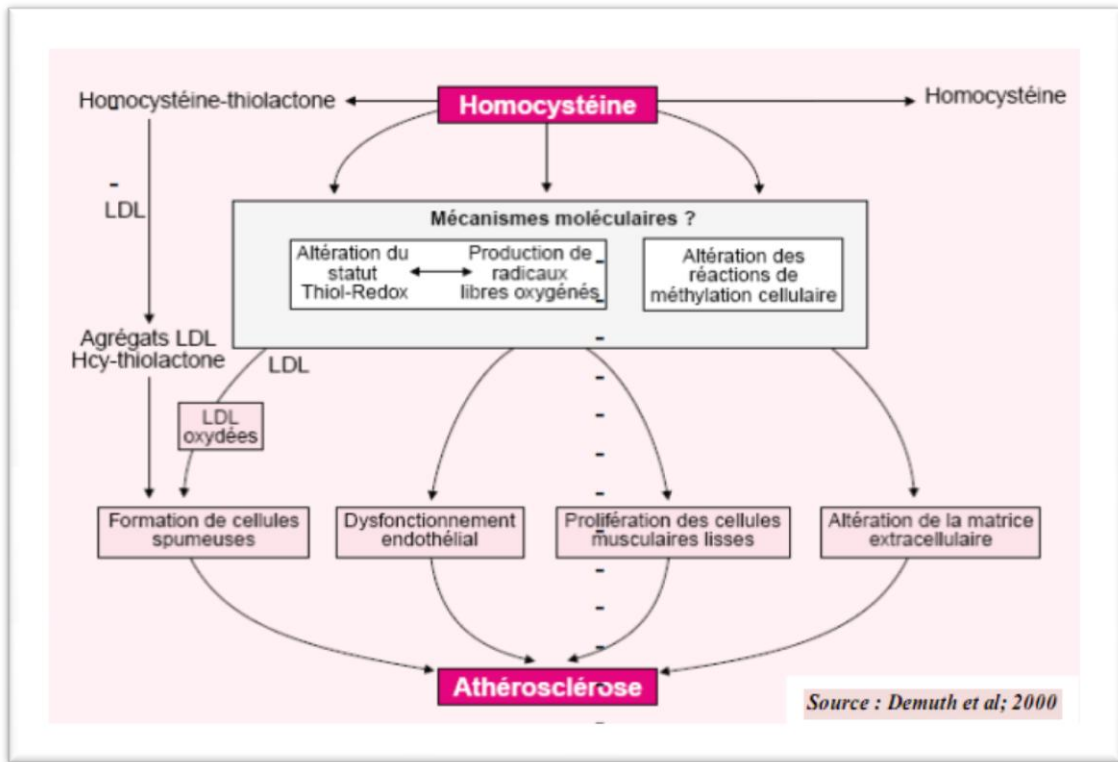 Homocystéine-thiolactone
Homocystéine
Homocystéine
LDL
Mécanismes moléculaires ?
Altération du
statut
Thiol-Redox
Production de
radicaux
libres oxygénés
Altération des
réactions de
méthylation cellulaire
Agrégats LDL
Hcy-thiolactone
LDL
LDL
oxydées
Formation de cellules
spumeuses
Dysfonctionnement
endothélial
Prolifération des cellules
musculaires lisses
Altération de la matrice
extracellulaire
Athérosclérose
Source : Demuth et al; 2000